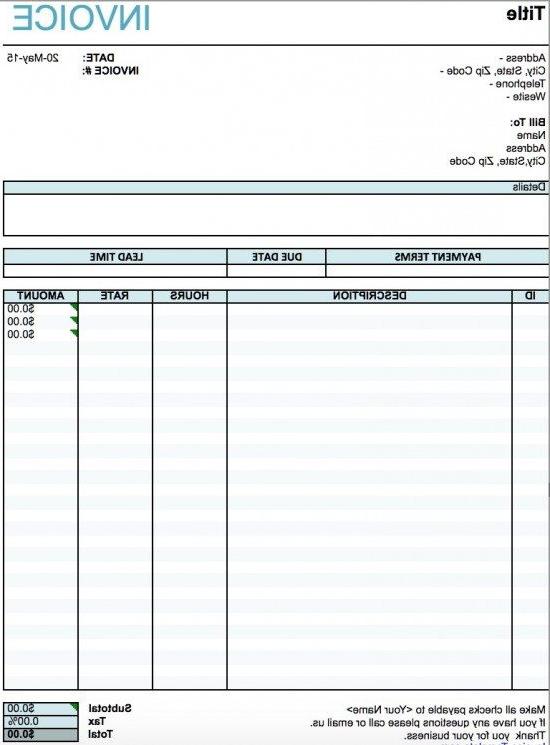 Title INVOICE
Address -
City, State, Zip Code - DATE: 20-May-15
Telephone - INVOICE #:
Wesite -
Bill To:
Name
Address
City,State, Zip Code
Details
PAYMENT TERMS DUE DATE LEAD TIME
ID DESCRIPTION HOURS RATE AMOUNT
$0.00
$0.00
$0.00
Make all checks payable to <Your Name> Subtotal $0.00
If you have any questions please call or email us. Tax 0.00%
Thank you for your business. Total $0.00